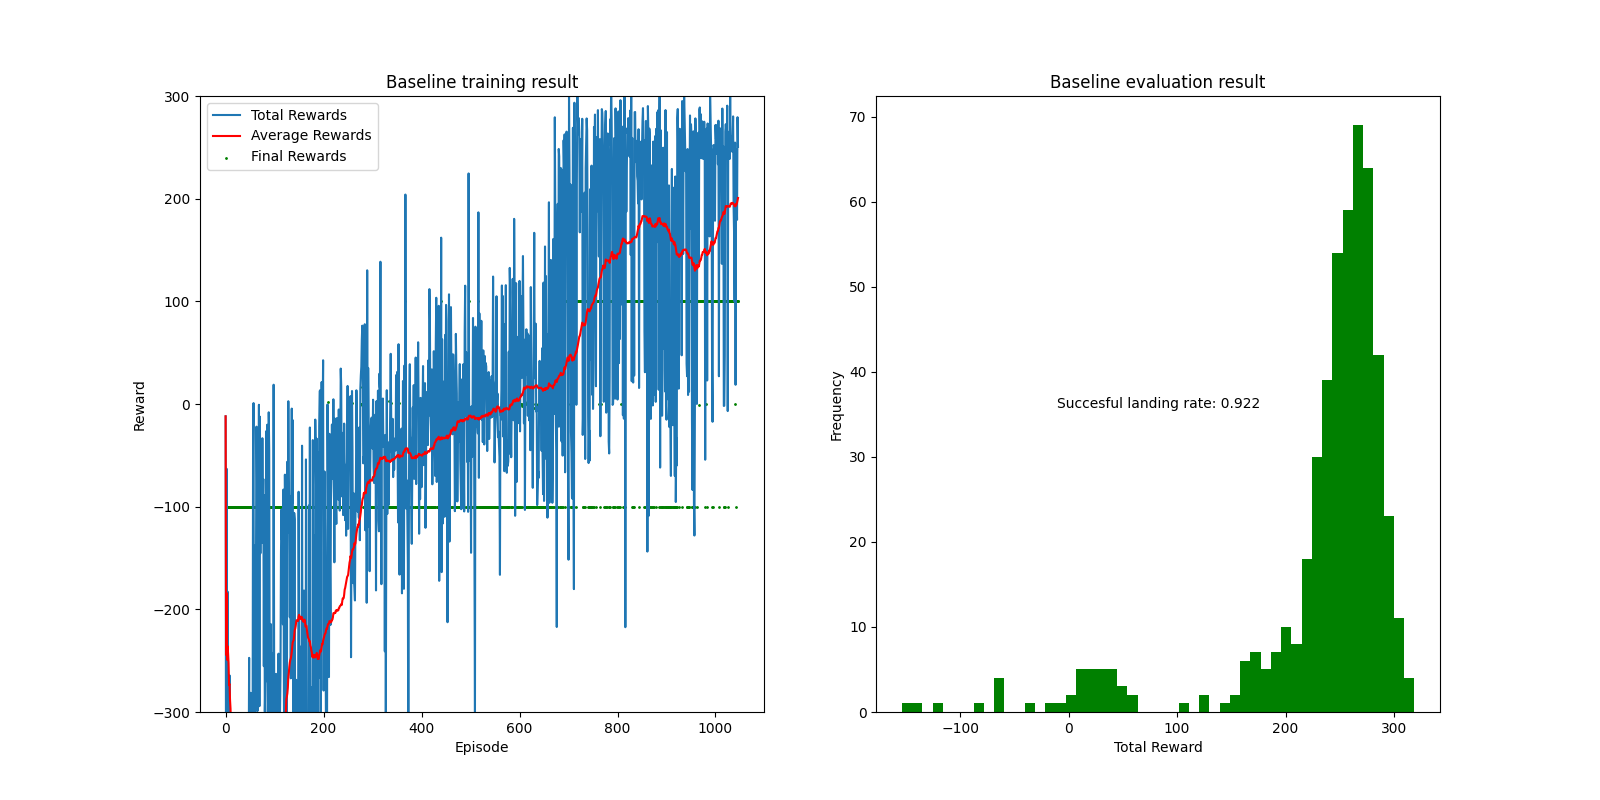 Baseline training result
Total Rewards
Average Rewards
Final Rewards
300
200
100
0
−100
−200
−300
Reward
0
200
400
600
800
1000
Episode
Baseline evaluation result
70
60
50
40
30
20
10
0
Frequency
Succesful landing rate: 0.922
−100
0
100
200
300
Total Reward